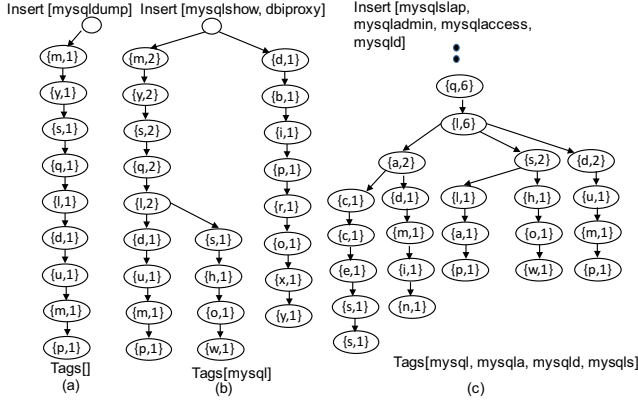 Insert [mysqldump]
{m,1}
{y,1}
{s,1}
{q,1}
{l,1}
{d,1}
{u,1}
{m,1}
{p,1}
Tags[]
(a)
Insert [mysqlshow, dbiproxy]
{m,2}
{y,2}
{s,2}
{q,2}
{l,2}
{d,1}
{u,1}
{m,1}
{p,1}
{s,1}
{h,1}
{o,1}
{w,1}
{d,1}
{b,1}
{i,1}
{p,1}
{r,1}
{o,1}
{x,1}
{y,1}
Tags[mysql]
(b)
Insert [mysqlslap,
mysqladmin, mysqlaccess,
mysqld]
{q,6}
{l,6}
{a,2}
{s,2}
{d,2}
{c,1}
{c,1}
{e,1}
{s,1}
{s,1}
{d,1}
{m,1}
{i,1}
{n,1}
{l,1}
{a,1}
{p,1}
{h,1}
{o,1}
{w,1}
{u,1}
{m,1}
{p,1}
Tags[mysql, mysqla, mysqld, mysqls]
(c)